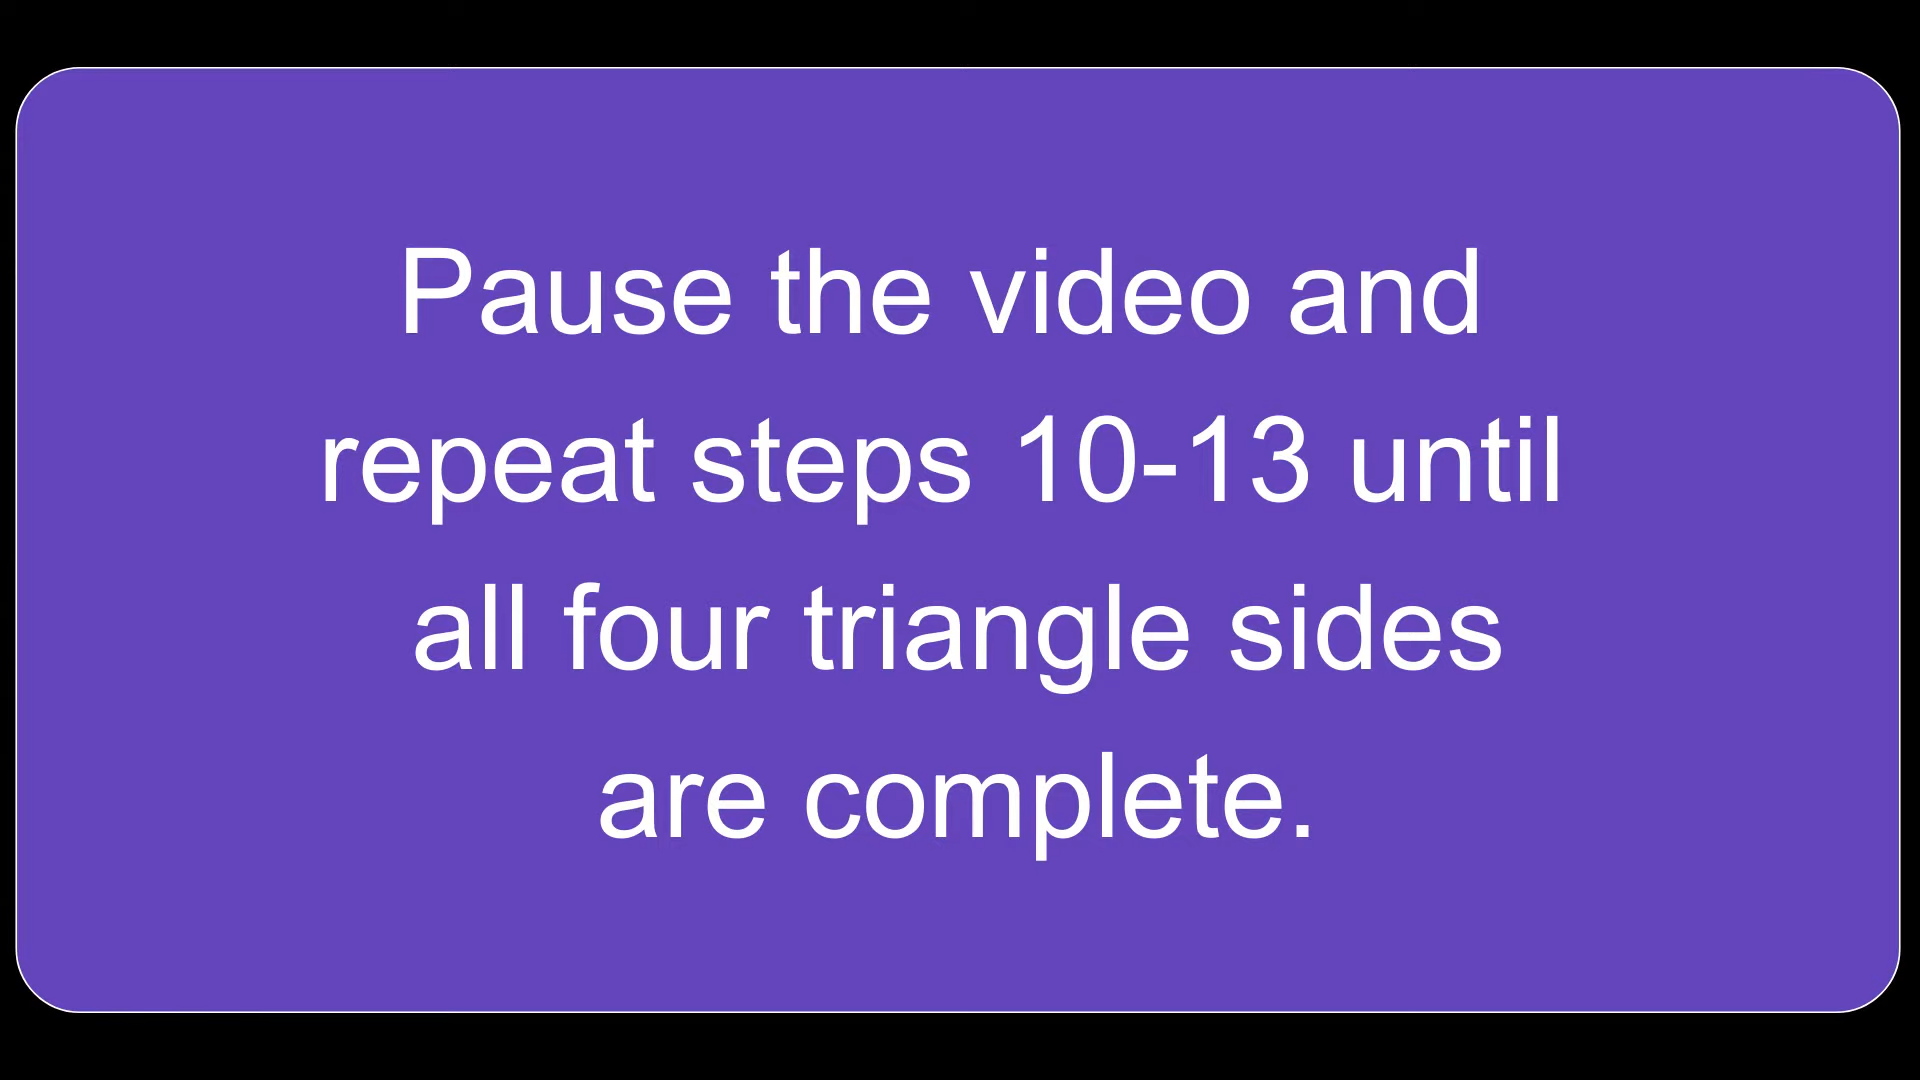 Pause the video and
repeat steps 10-13 until
all four triangle sides
are complete.